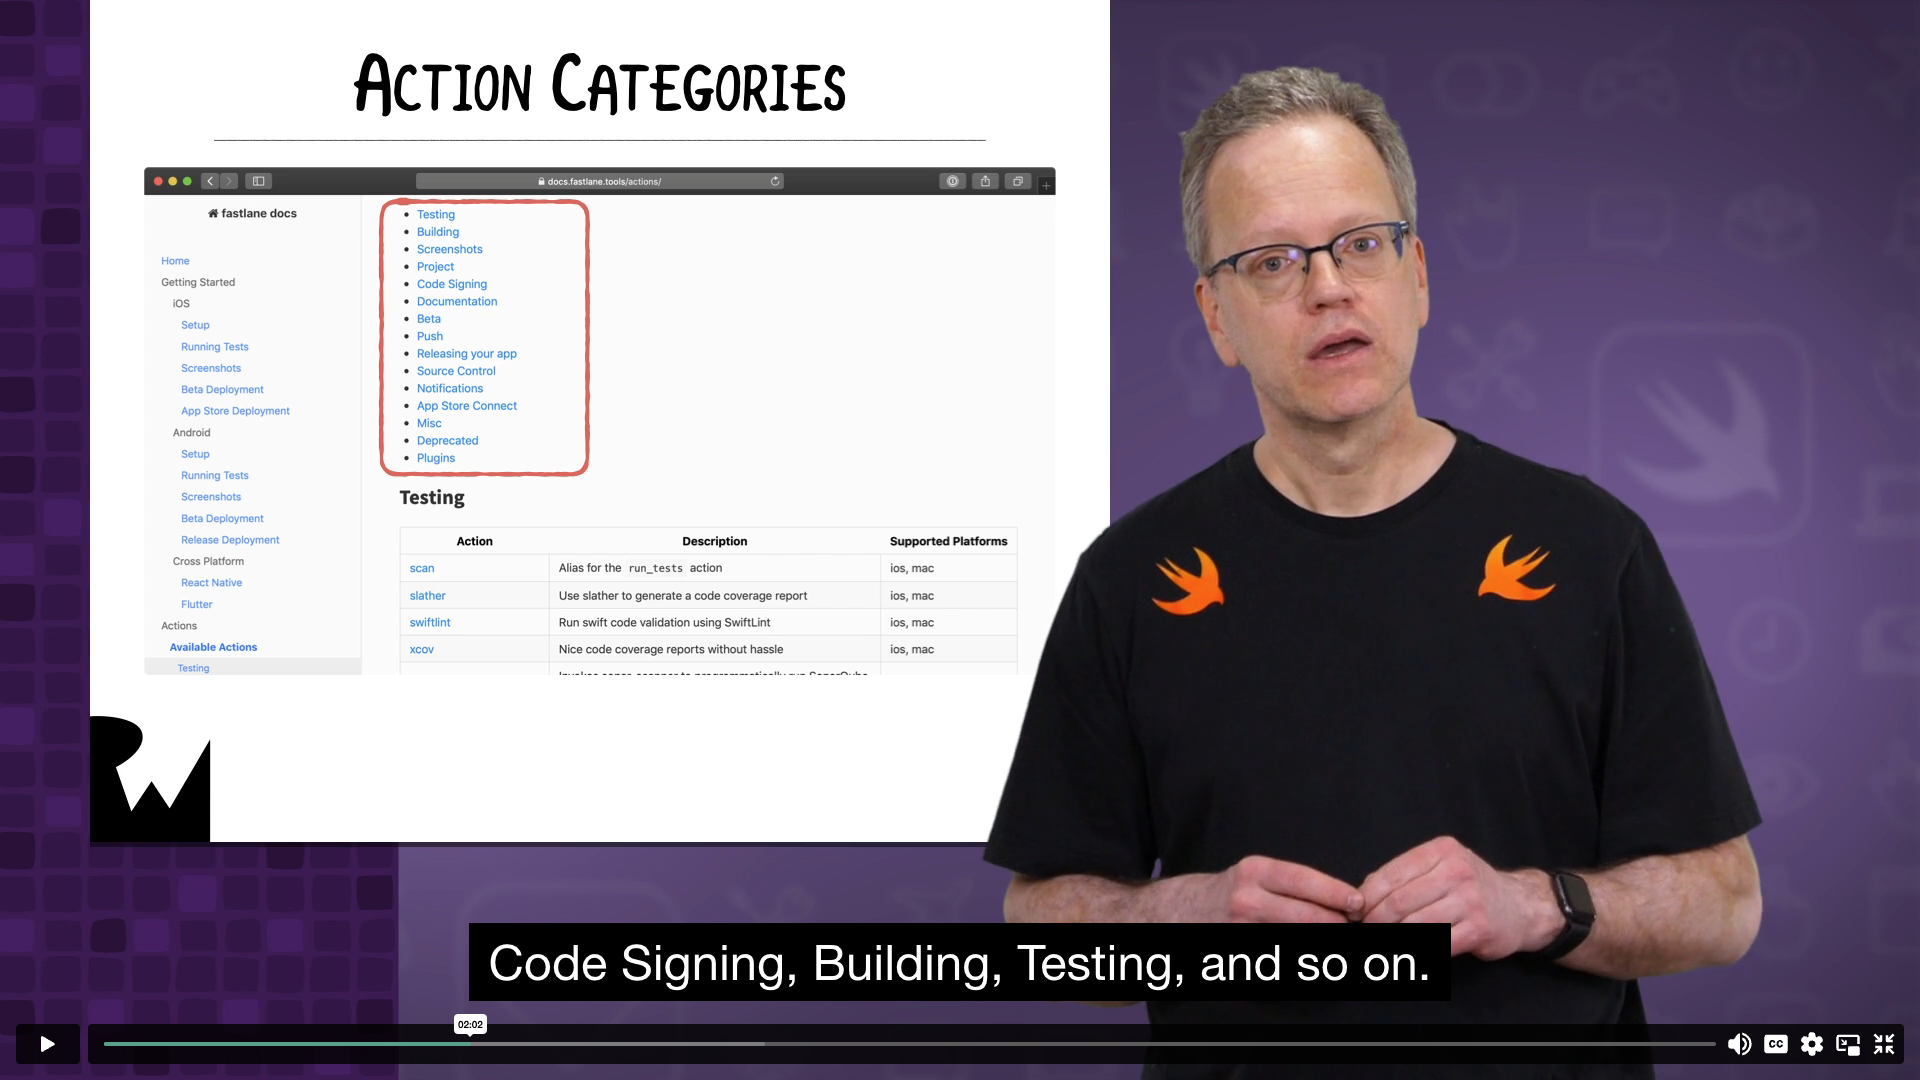 Action Categories
docs.fastlane.tools/actions/
fastlane docs
Home
Getting Started
iOS
Setup
Running Tests
Screenshots
Beta Deployment
App Store Deployment
Android
Setup
Running Tests
Screenshots
Beta Deployment
Release Deployment
Cross Platform
React Native
Flutter
Actions
Available Actions
Testing
Testing
Building
Screenshots
Project
Code Signing
Documentation
Beta
Push
Releasing your app
Source Control
Notifications
App Store Connect
Misc
Deprecated
Plugins
Testing
Action Description Supported Platforms
scan Alias for the run_tests action ios, mac
slather Use slather to generate a code coverage report ios, mac
swiftlint Run swift code validation using SwiftLint ios, mac
xcov Nice code coverage reports without hassle ios, mac
RW
Code Signing, Building, Testing, and so on.
02:02
CC